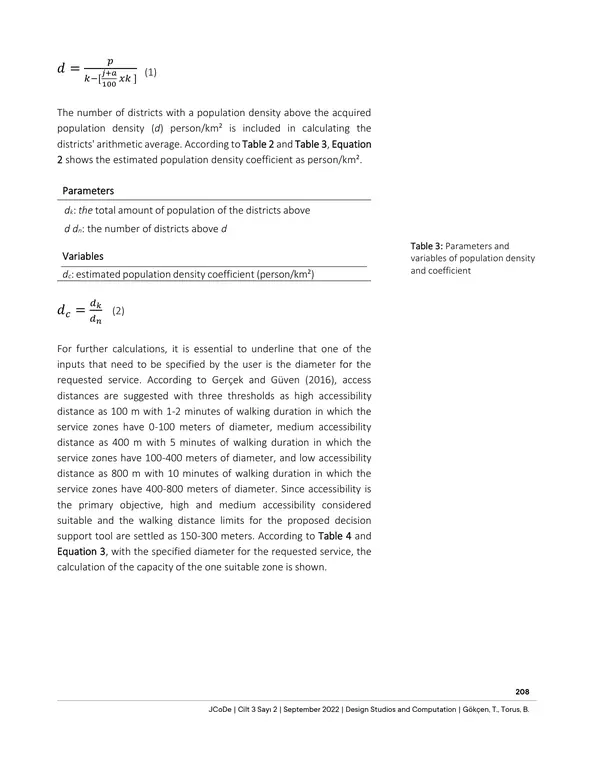 d = p / k−[j+a/100 xk ] (1)
The number of districts with a population density above the acquired
population density (d) person/km² is included in calculating the
districts' arithmetic average. According to Table 2 and Table 3, Equation
2 shows the estimated population density coefficient as person/km².
Parameters
dₖ: the total amount of population of the districts above
d dₙ: the number of districts above d
Variables
d꜀: estimated population density coefficient (person/km²)
Table 3: Parameters and
variables of population density
and coefficient
d_c = d_k / d_n (2)
For further calculations, it is essential to underline that one of the
inputs that need to be specified by the user is the diameter for the
requested service. According to Gerçek and Güven (2016), access
distances are suggested with three thresholds as high accessibility
distance as 100 m with 1-2 minutes of walking duration in which the
service zones have 0-100 meters of diameter, medium accessibility
distance as 400 m with 5 minutes of walking duration in which the
service zones have 100-400 meters of diameter, and low accessibility
distance as 800 m with 10 minutes of walking duration in which the
service zones have 400-800 meters of diameter. Since accessibility is
the primary objective, high and medium accessibility considered
suitable and the walking distance limits for the proposed decision
support tool are settled as 150-300 meters. According to Table 4 and
Equation 3, with the specified diameter for the requested service, the
calculation of the capacity of the one suitable zone is shown.
208
JCoDe | Cilt 3 Sayı 2 | September 2022 | Design Studios and Computation | Gökçen, T., Torus, B.